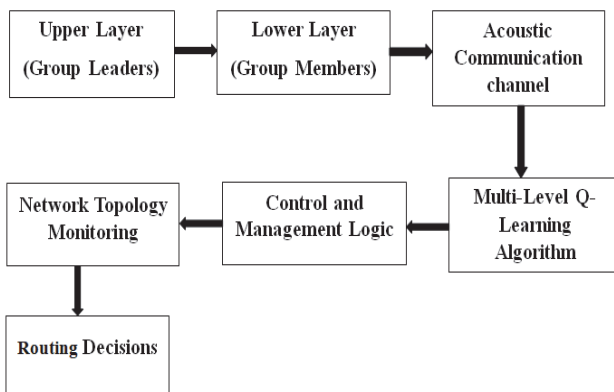 Upper Layer
(Group Leaders)
Lower Layer
(Group Members)
Acoustic
Communication
channel
Multi-Level Q-
Learning
Algorithm
Control and
Management Logic
Network Topology
Monitoring
Routing Decisions